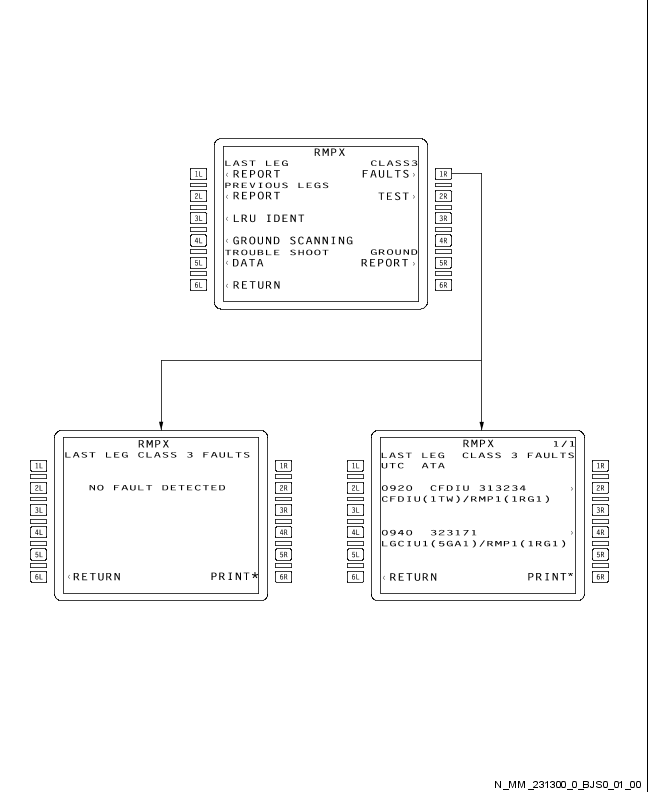 RMPX
LAST LEG CLASS3
1L ‹REPORT FAULTS› 1R
PREVIOUS LEGS
2L ‹REPORT TEST› 2R
3L ‹LRU IDENT 3R
4L ‹GROUND SCANNING 4R
TROUBLE SHOOT GROUND
5L ‹DATA REPORT› 5R
6L ‹RETURN 6R
RMPX
LAST LEG CLASS 3 FAULTS
1L 1R
2L NO FAULT DETECTED 2R
3L 3R
4L 4R
5L 5R
6L ‹RETURN PRINT* 6R
RMPX 1/1
LAST LEG CLASS 3 FAULTS
1L UTC ATA 1R
2L 0920 CFDIU 313234 › 2R
CFDIU(1TW)/RMP1(1RG1)
3L 3R
4L 0940 323171 › 4R
LGCIU1(5GA1)/RMP1(1RG1)
5L 5R
6L ‹RETURN PRINT* 6R
N_MM_231300_0_BJS0_01_00